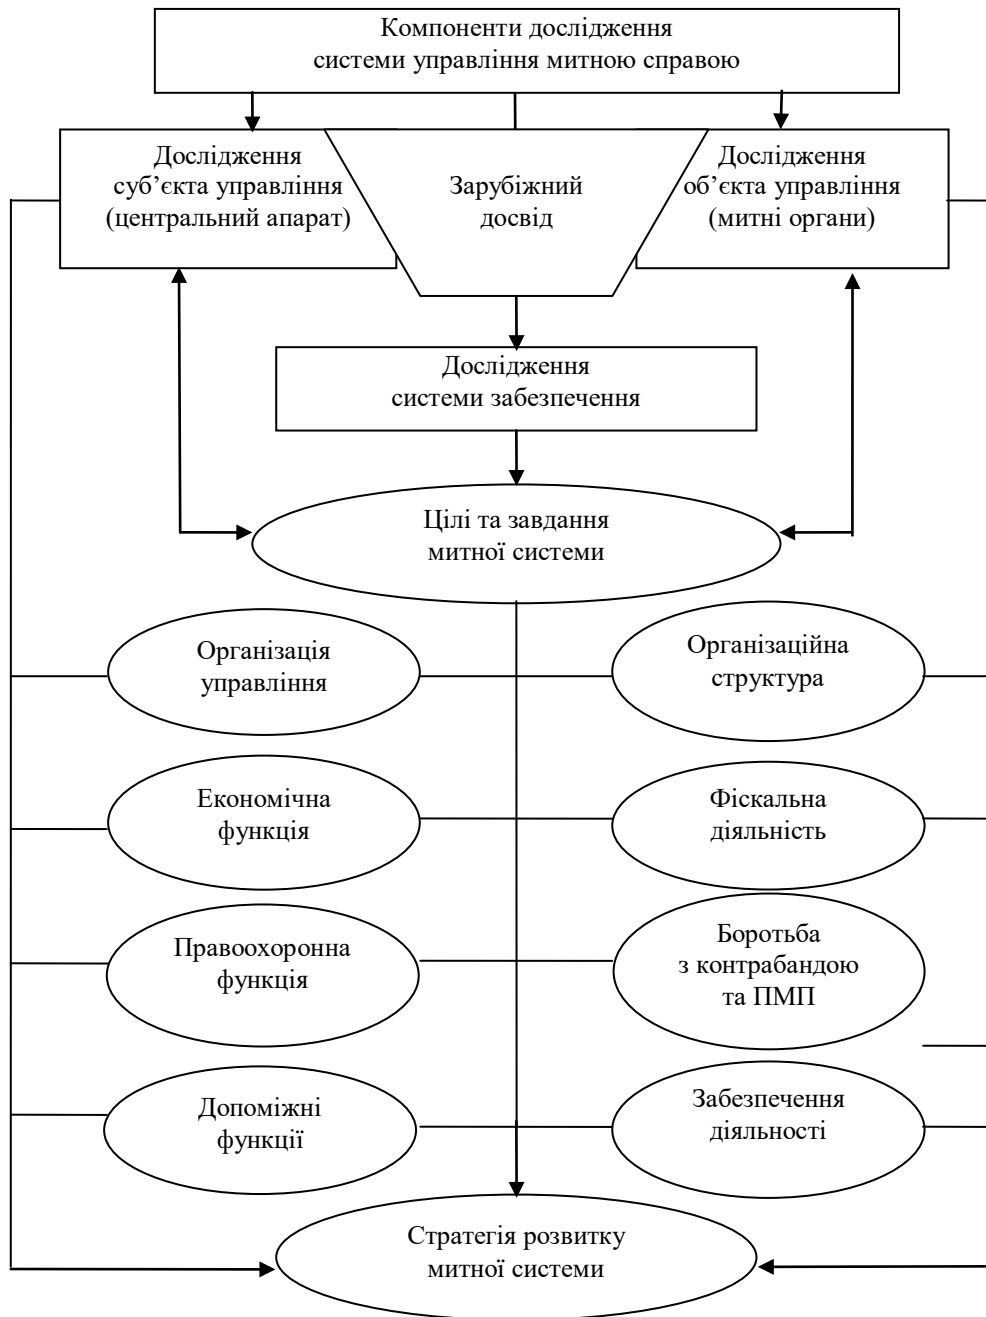 Компоненти дослідження
системи управління митною справою
Дослідження
суб’єкта управління
(центральний апарат)
Зарубіжний
досвід
Дослідження
об’єкта управління
(митні органи)
Дослідження
системи забезпечення
Цілі та завдання
митної системи
Організація
управління
Організаційна
структура
Економічна
функція
Фіскальна
діяльність
Правоохоронна
функція
Боротьба
з контрабандою
та ПМП
Допоміжні
функції
Забезпечення
діяльності
Стратегія розвитку
митної системи